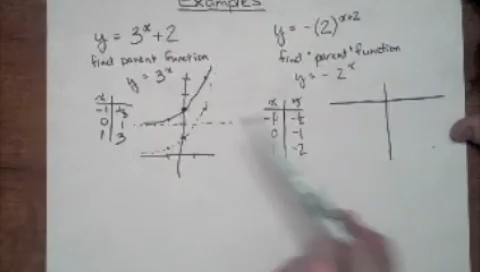 Examples
y = 3^x + 2
find parent function
y = 3^x
x
-1 1/3
0 1
1 3
y = -(2)^(x+2)
find "parent" function
y = -2^x
x
-1 -1/2
0 -1
-2